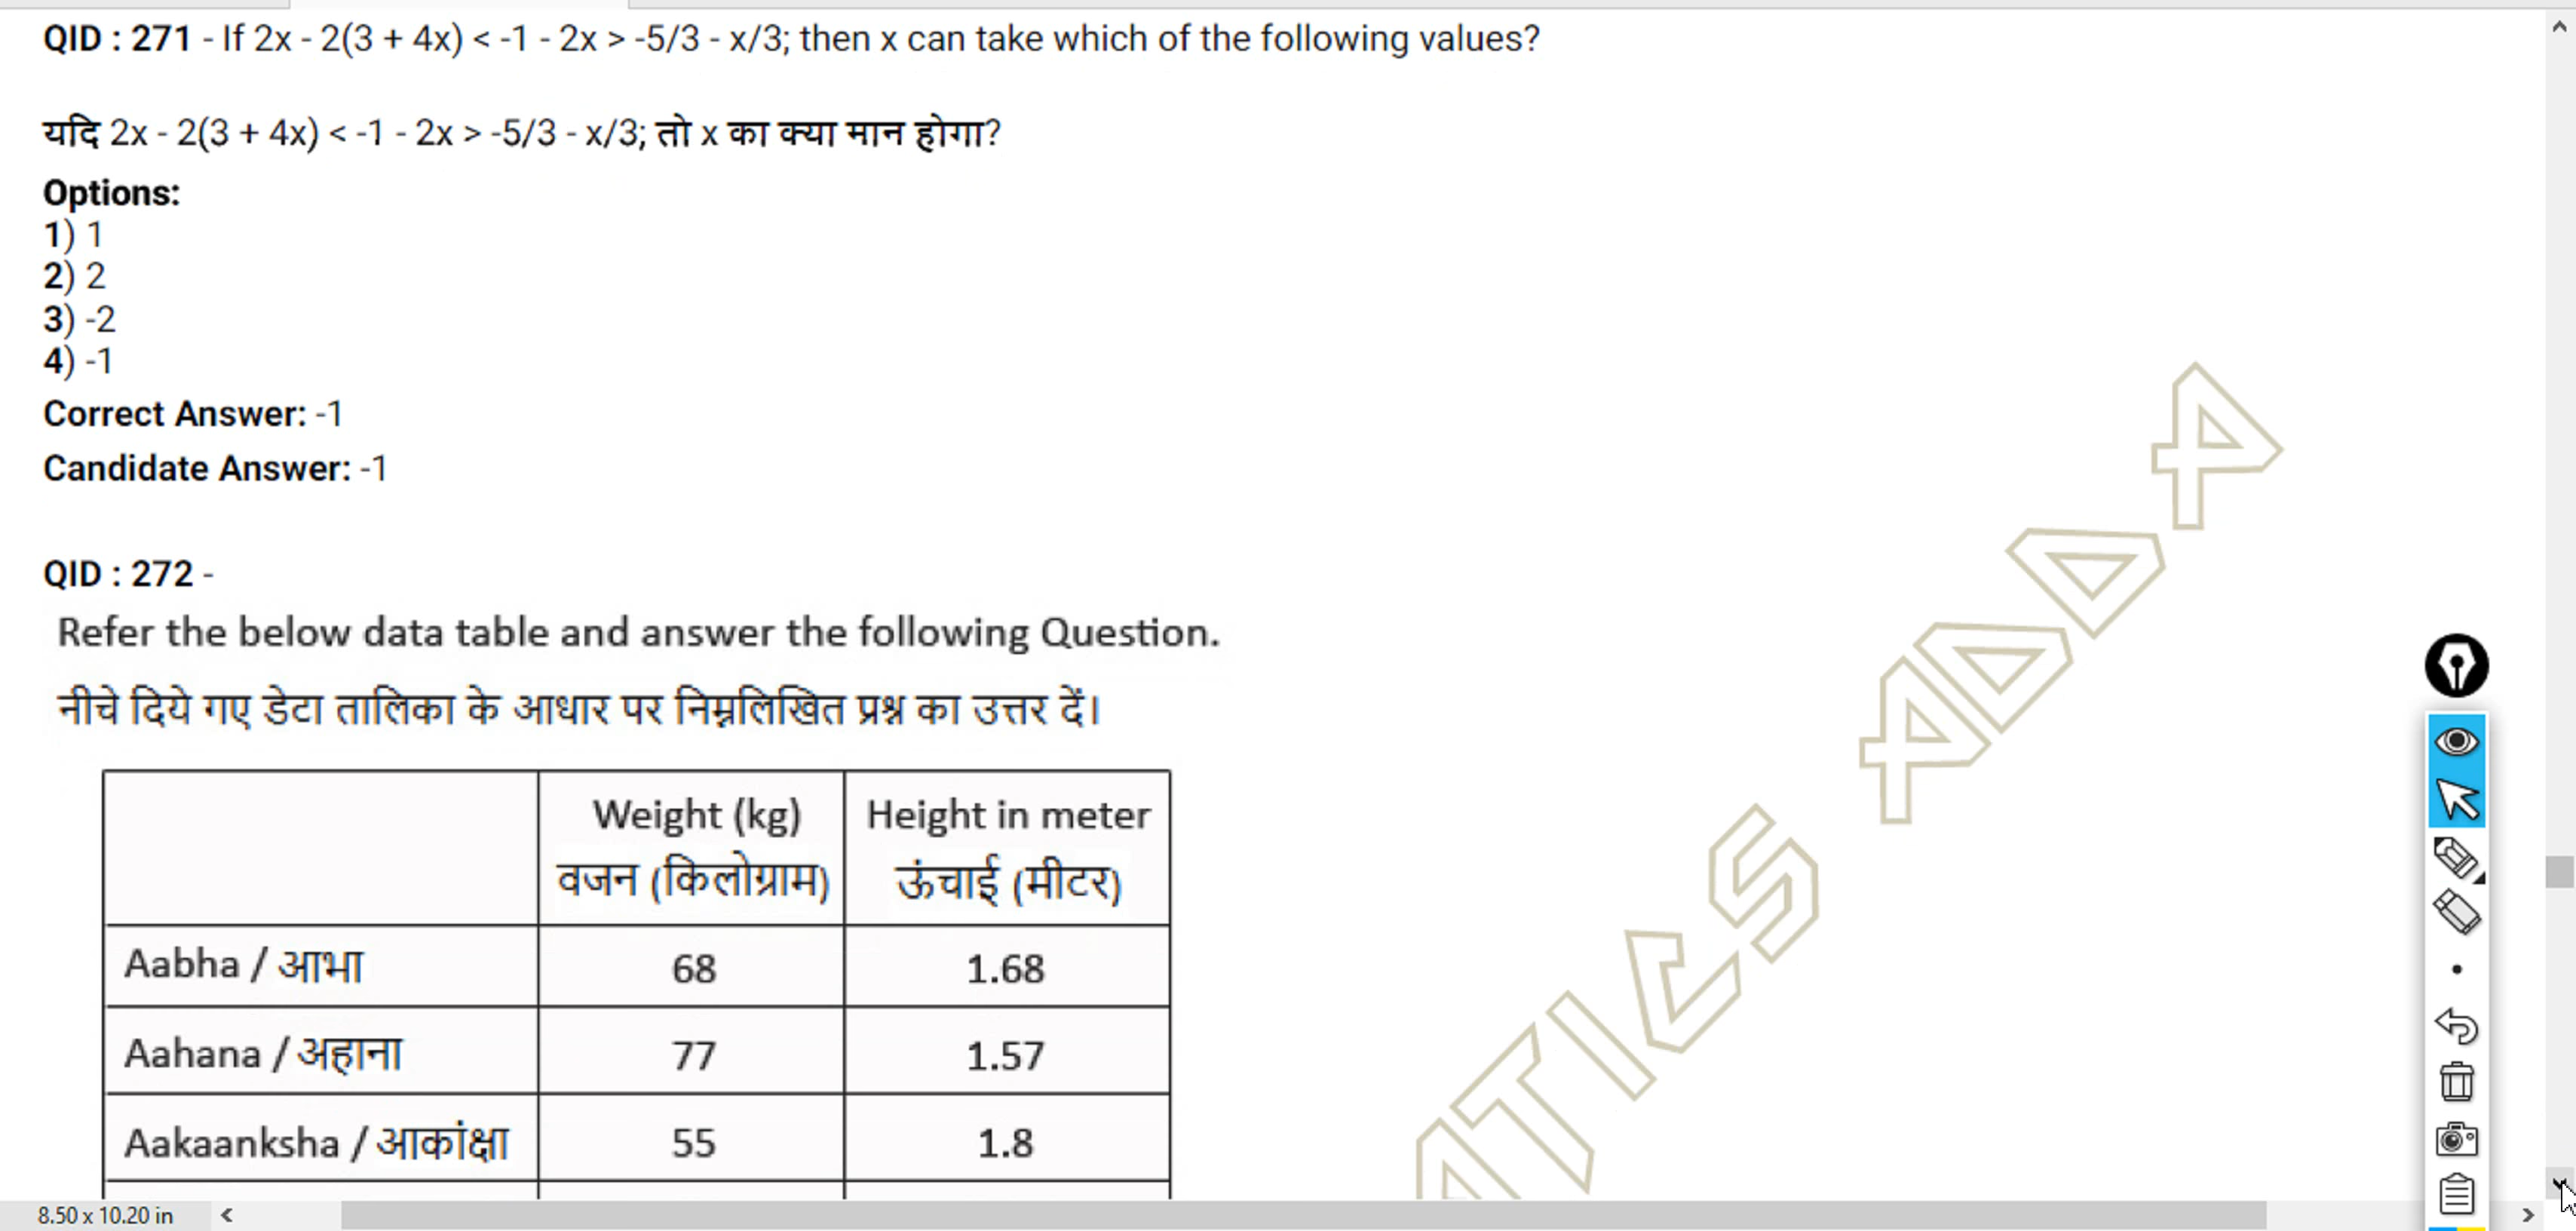 QID : 271 - If 2x - 2(3 + 4x) < -1 - 2x > -5/3 - x/3; then x can take which of the following values?
यदि 2x - 2(3 + 4x) < -1 - 2x > -5/3 - x/3; तो x का क्या मान होगा?
Options:
1) 1
2) 2
3) -2
4) -1
Correct Answer: -1
Candidate Answer: -1
QID : 272 -
Refer the below data table and answer the following Question.
नीचे दिये गए डेटा तालिका के आधार पर निम्नलिखित प्रश्न का उत्तर दें।
Weight (kg) Height in meter
वजन (किलोग्राम) ऊंचाई (मीटर)
Aabha / आभा 68 1.68
Aahana / अहाना 77 1.57
Aakaanksha / आकांक्षा 55 1.8
ATICS ADDA
8.50 x 10.20 in